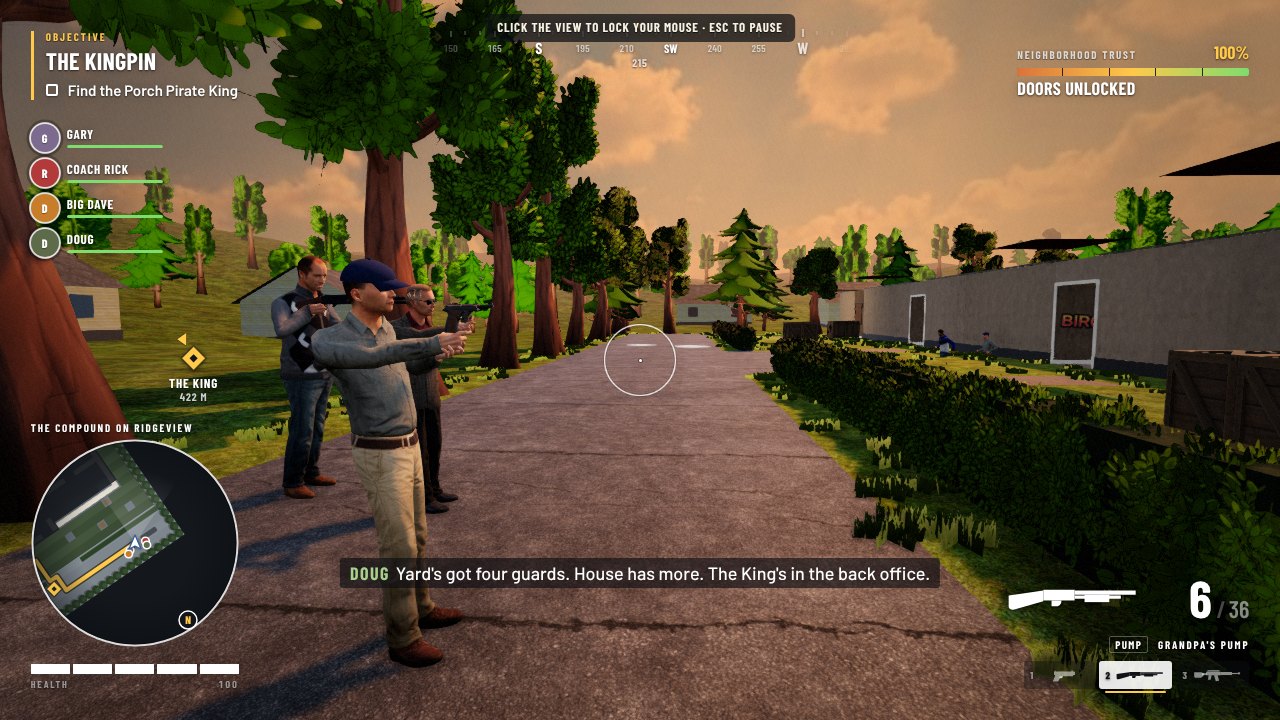 CLICK THE VIEW TO LOCK YOUR MOUSE · ESC TO PAUSE
150 165 S 195 210 SW 240 255 W
215
OBJECTIVE
THE KINGPIN
Find the Porch Pirate King
G GARY
R COACH RICK
D BIG DAVE
D DOUG
NEIGHBORHOOD TRUST 100%
DOORS UNLOCKED
THE KING
422 M
THE COMPOUND ON RIDGEVIEW
N
HEALTH 100
DOUG Yard's got four guards. House has more. The King's in the back office.
6 / 36
PUMP GRANDPA'S PUMP
1 2 3